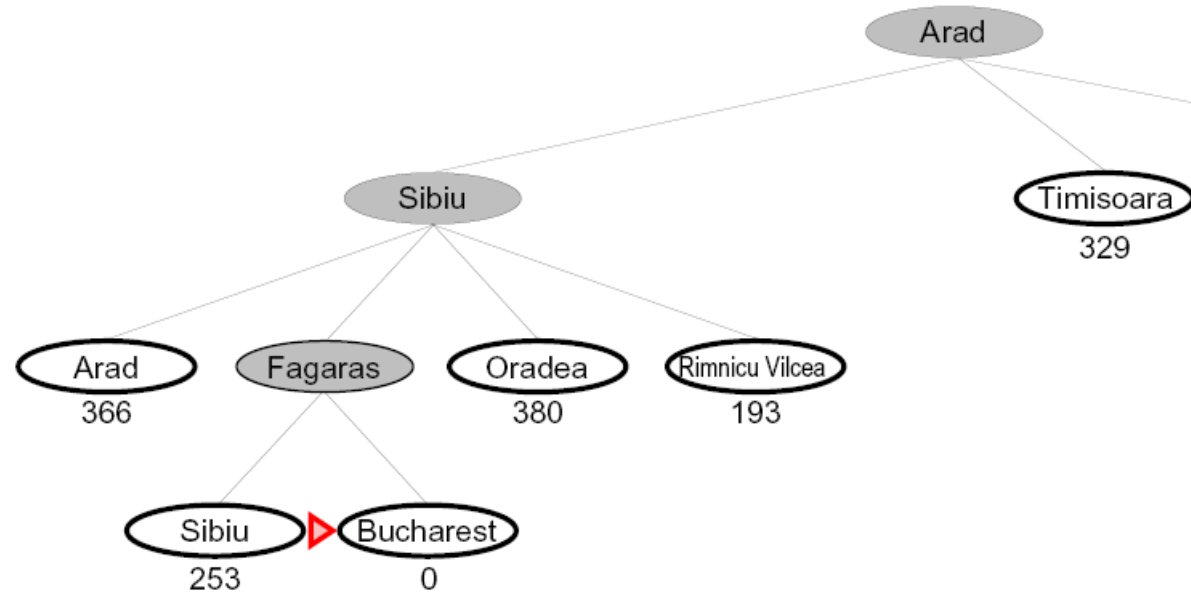 Arad
Sibiu
Timisoara
329
Arad
Fagaras
Oradea
Rimnicu Vilcea
366
380
193
Sibiu
Bucharest
253
0